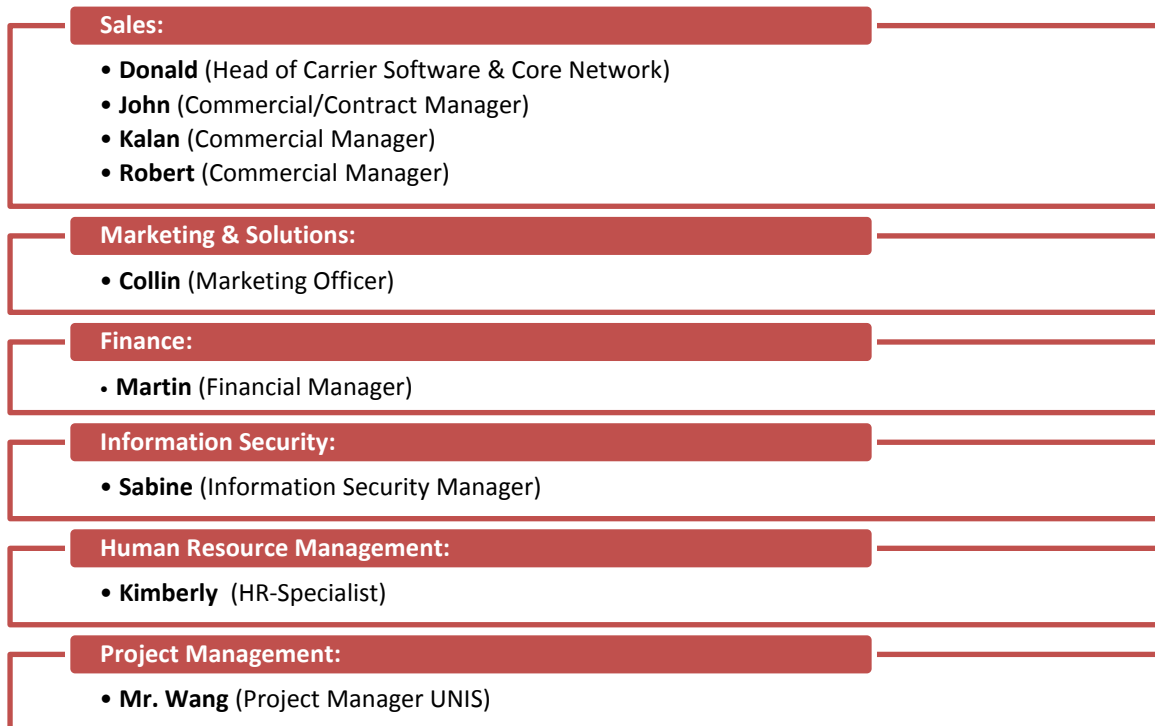 Sales:
• Donald (Head of Carrier Software & Core Network)
• John (Commercial/Contract Manager)
• Kalan (Commercial Manager)
• Robert (Commercial Manager)
Marketing & Solutions:
• Collin (Marketing Officer)
Finance:
• Martin (Financial Manager)
Information Security:
• Sabine (Information Security Manager)
Human Resource Management:
• Kimberly  (HR-Specialist)
Project Management:
• Mr. Wang (Project Manager UNIS)